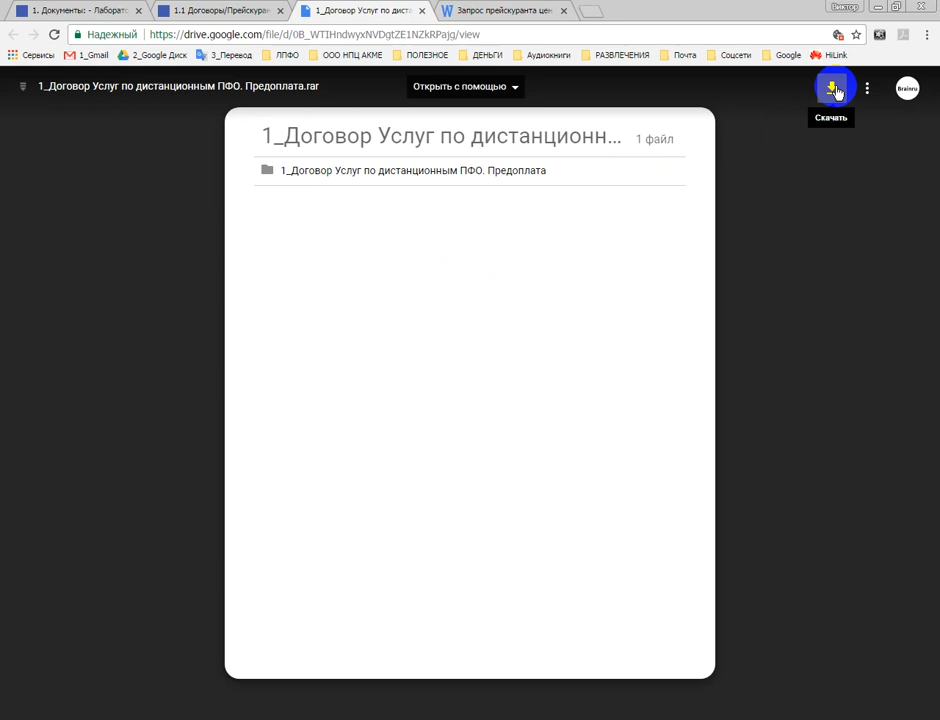 1. Документы: - Лаборато
1.1 Договоры/Прейскуран
1_Договор Услуг по диста
Запрос прейскуранта цен
Виктор
Надежный
https://drive.google.com/file/d/0B_WTIHndwyxNVDgtZE1NZkRPajg/view
Сервисы
1_Gmail
2_Google Диск
3_Перевод
ЛПФО
ООО НПЦ АКМЕ
ПОЛЕЗНОЕ
ДЕНЬГИ
Аудиокниги
РАЗВЛЕЧЕНИЯ
Почта
Соцсети
Google
HiLink
1_Договор Услуг по дистанционным ПФО. Предоплата.rar
Открыть с помощью
Brainru
Скачать
1_Договор Услуг по дистанционн... 1 файл
1_Договор Услуг по дистанционным ПФО. Предоплата